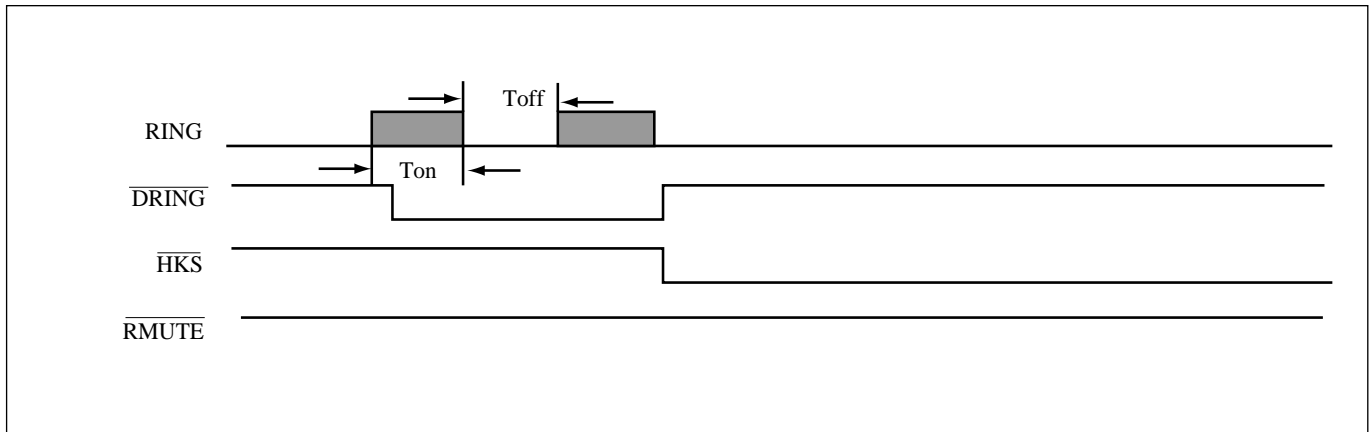 Toff
RING
Ton
DRING
HKS
RMUTE